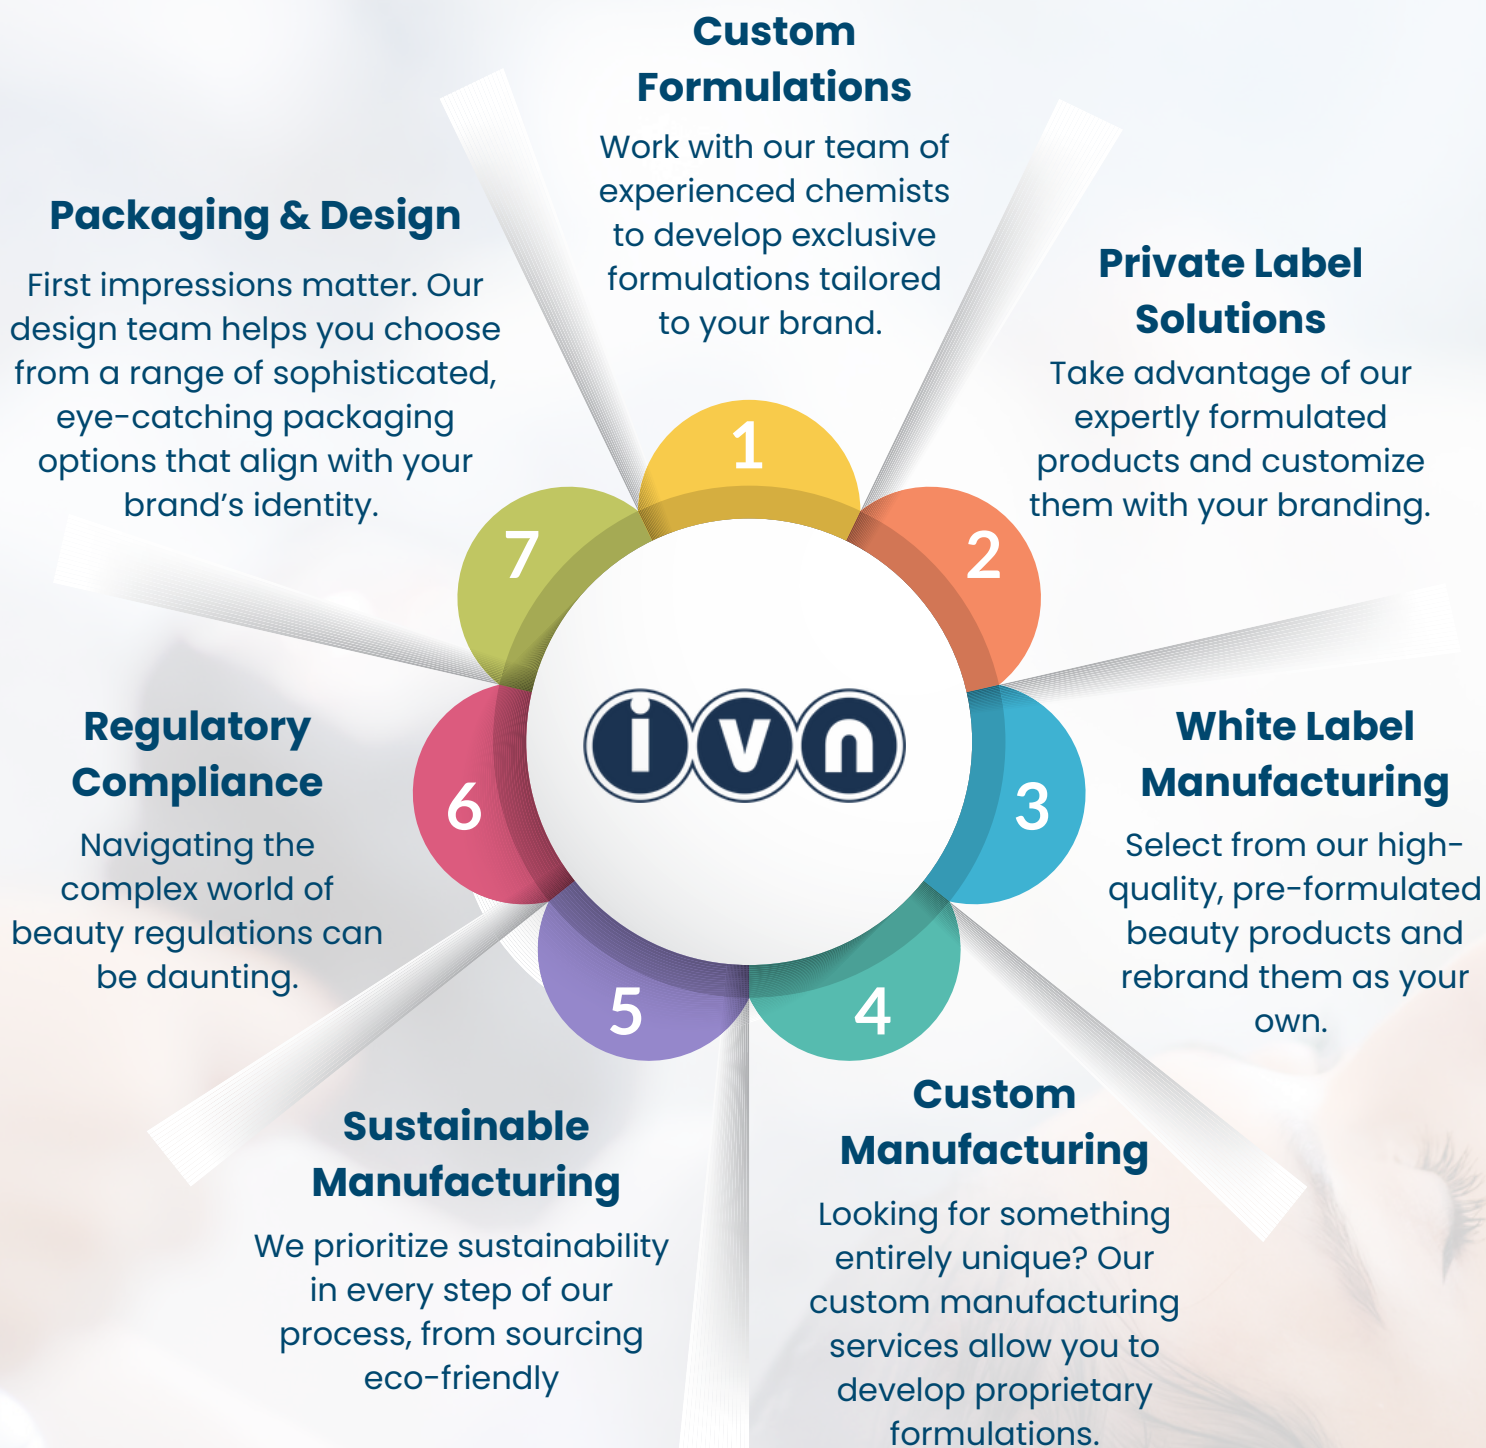 Custom
Formulations
Work with our team of
experienced chemists
to develop exclusive
formulations tailored
to your brand.
1
Private Label
Solutions
Take advantage of our
expertly formulated
products and customize
them with your branding.
2
White Label
Manufacturing
Select from our high-
quality, pre-formulated
beauty products and
rebrand them as your
own.
3
Custom
Manufacturing
Looking for something
entirely unique? Our
custom manufacturing
services allow you to
develop proprietary
formulations.
4
Sustainable
Manufacturing
We prioritize sustainability
in every step of our
process, from sourcing
eco-friendly
5
Regulatory
Compliance
Navigating the
complex world of
beauty regulations can
be daunting.
6
Packaging & Design
First impressions matter. Our
design team helps you choose
from a range of sophisticated,
eye-catching packaging
options that align with your
brand's identity.
7
ivn